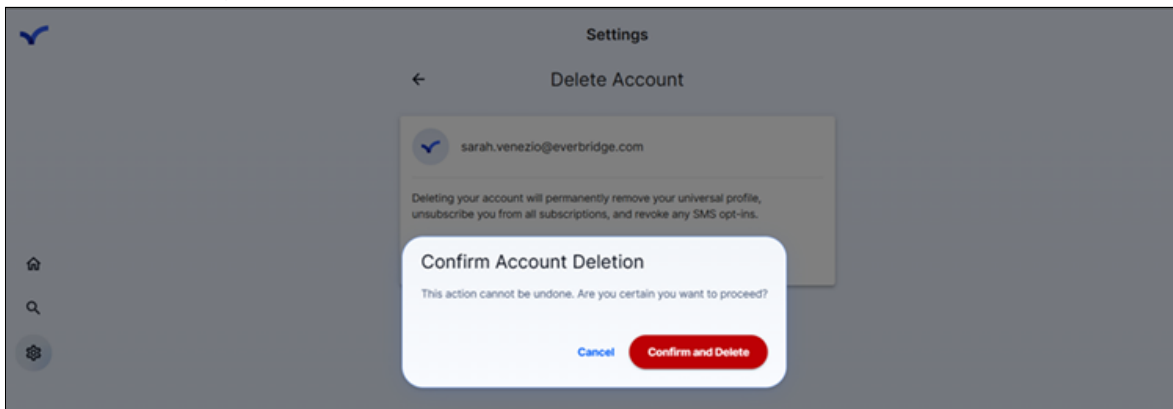 Settings
Delete Account
sarah.venezio@everbridge.com
Deleting your account will permanently remove your universal profile,
unsubscribe you from all subscriptions, and revoke any SMS opt-ins.
Confirm Account Deletion
This action cannot be undone. Are you certain you want to proceed?
Cancel Confirm and Delete